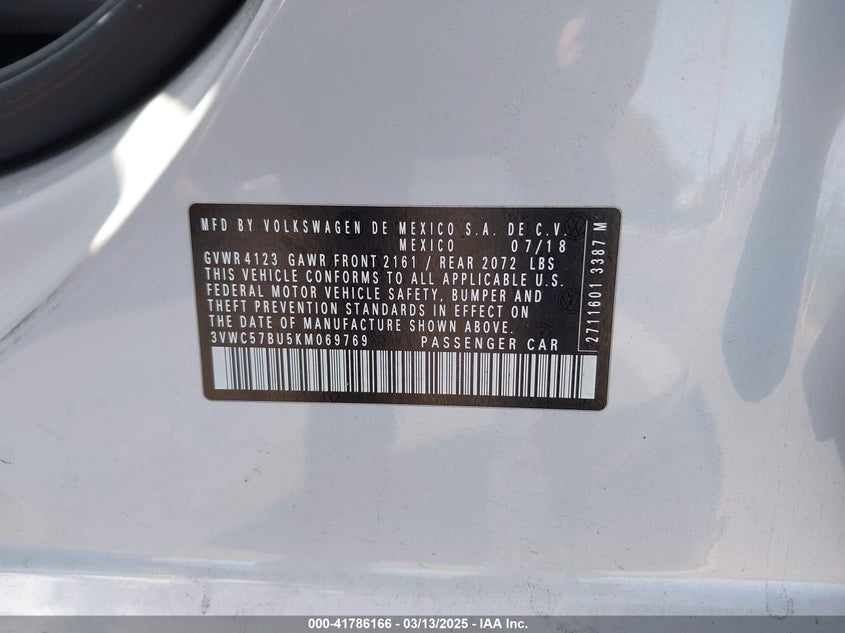 MFD BY VOLKSWAGEN DE MEXICO S.A. DE C.V.
MEXICO 07/18
GVWR 4123 GAWR FRONT 2161 / REAR 2072 LBS
THIS VEHICLE CONFORMS TO ALL APPLICABLE U.S.
FEDERAL MOTOR VEHICLE SAFETY, BUMPER AND
THEFT PREVENTION STANDARDS IN EFFECT ON
THE DATE OF MANUFACTURE SHOWN ABOVE.
3VWC57BU5KM069769 PASSENGER CAR
2711601 3387 M
000-41786166 - 03/13/2025 - IAA Inc.